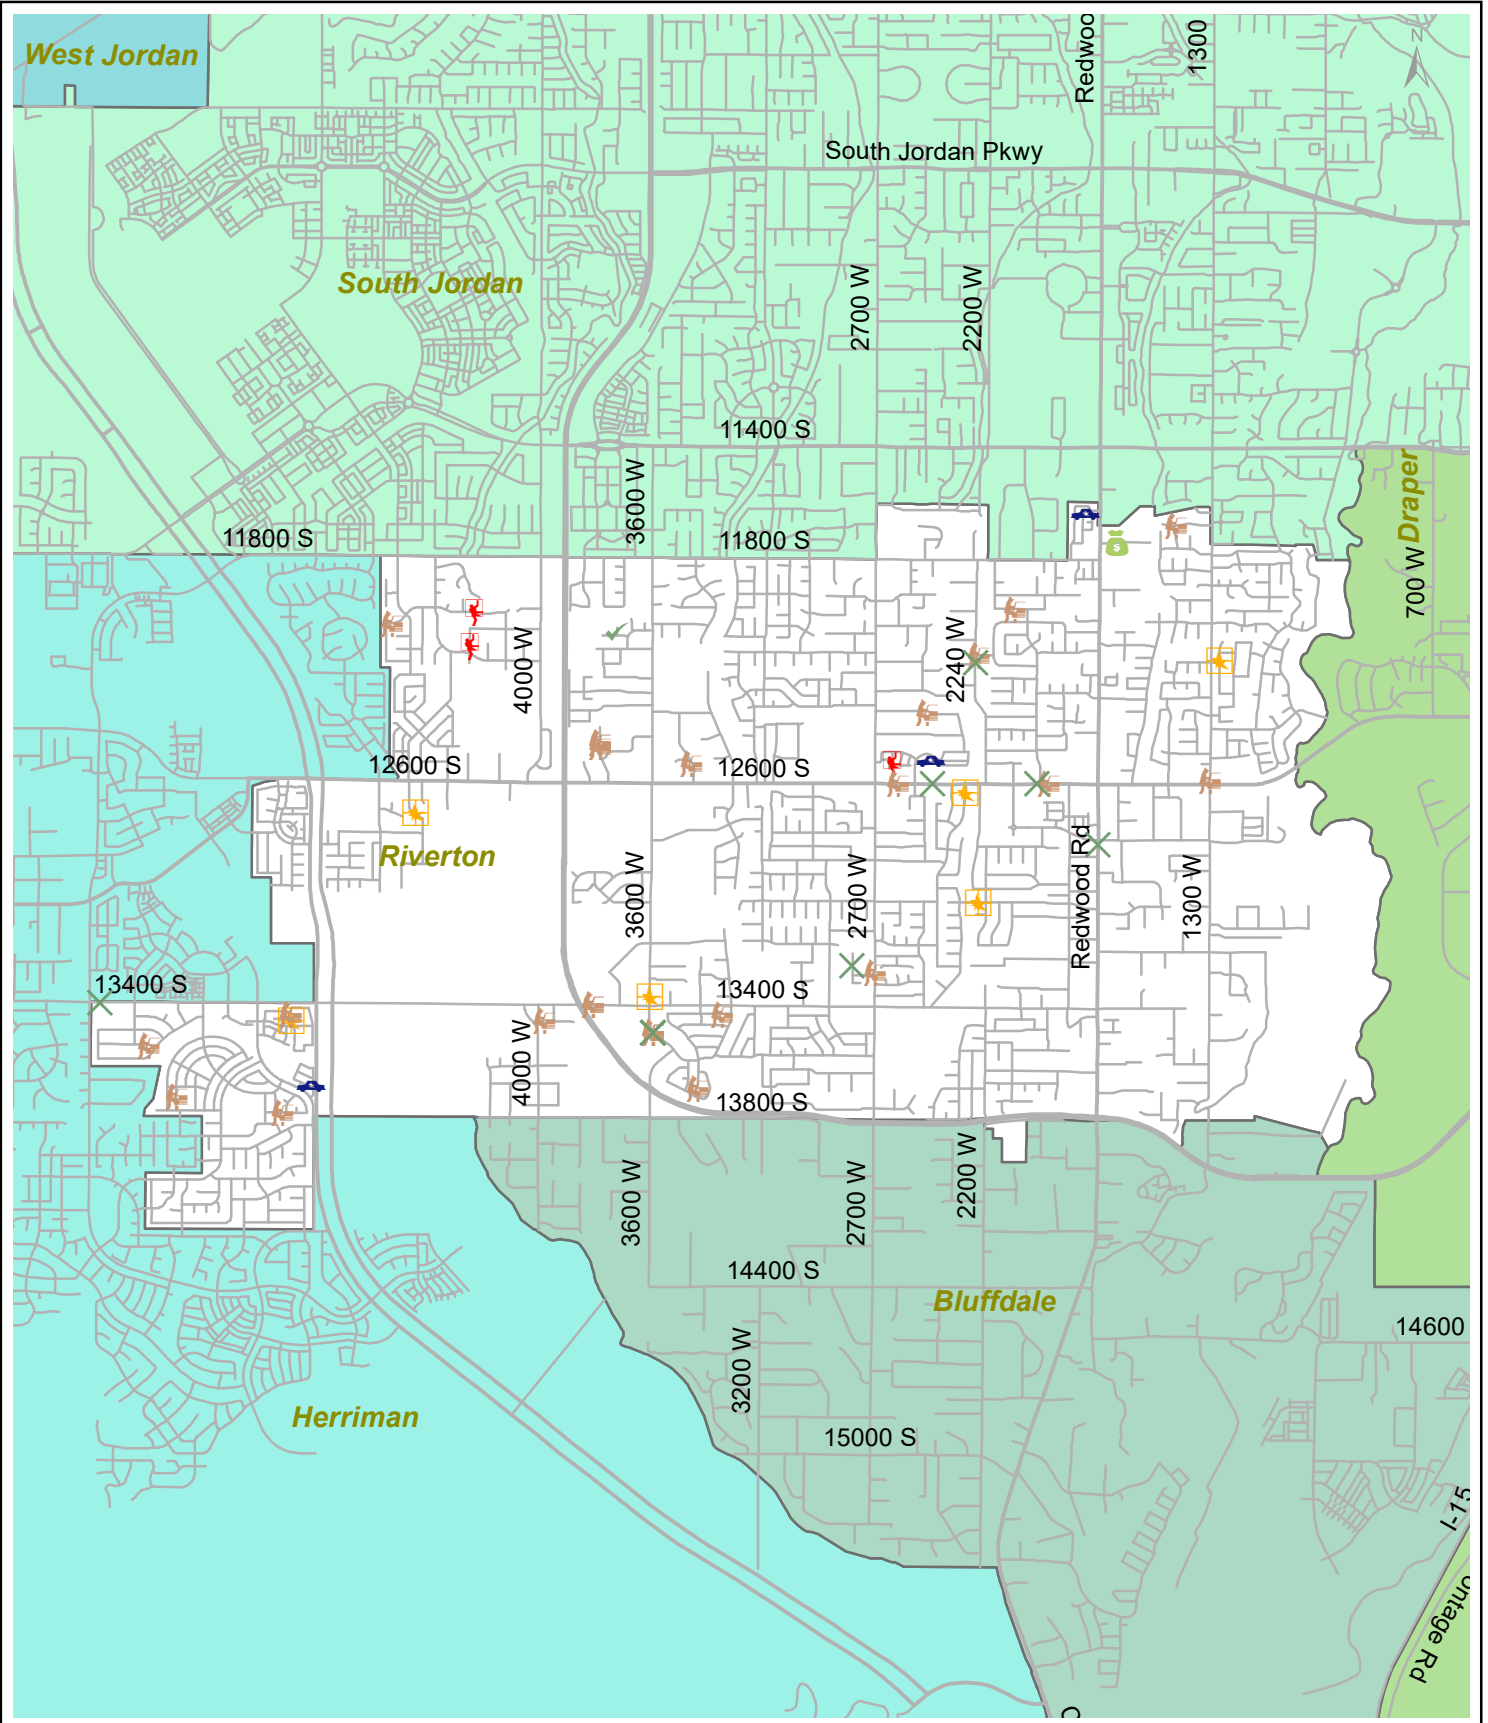 West Jordan
Redwoo
1300
N
South Jordan Pkwy
South Jordan
2700 W
2200 W
11400 S
Draper
3600 W
11800 S
11800 S
$
700 W
4000 W
2240 W
12600 S
12600 S
Riverton
3600 W
2700 W
Redwood Rd
1300 W
13400 S
13400 S
4000 W
13800 S
3600 W
2700 W
2200 W
14400 S
Bluffdale
14600
3200 W
Herriman
15000 S
I-15
ontage Rd